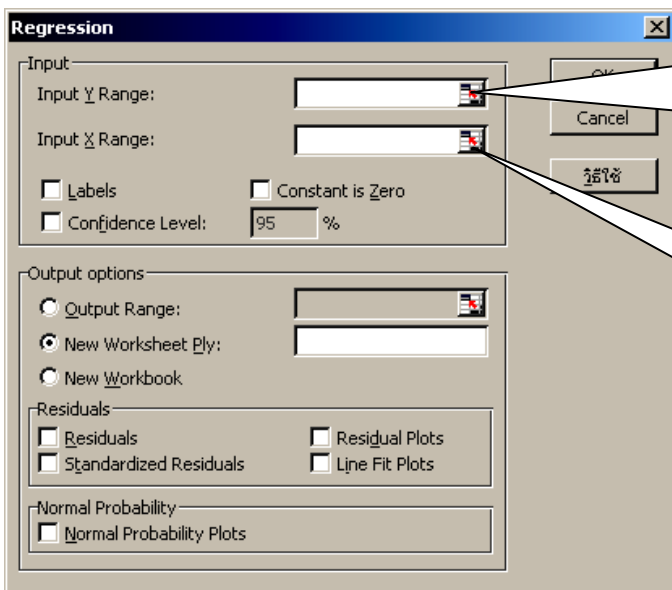 Regression
Input
Input Y Range:
Input X Range:
Labels
Constant is Zero
Confidence Level:
95 %
Cancel
วิธีใช้
Output options
Output Range:
New Worksheet Ply:
New Workbook
Residuals
Residuals
Residual Plots
Standardized Residuals
Line Fit Plots
Normal Probability
Normal Probability Plots